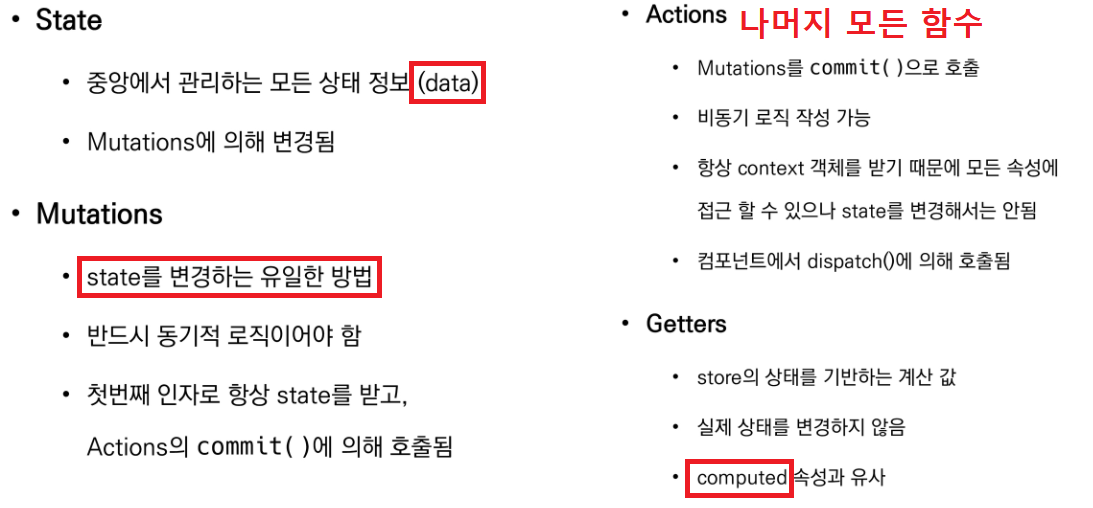 State
중앙에서 관리하는 모든 상태 정보 (data)
Mutations에 의해 변경됨
Mutations
state를 변경하는 유일한 방법
반드시 동기적 로직이어야 함
첫번째 인자로 항상 state를 받고,
Actions의 commit()에 의해 호출됨
Actions 나머지 모든 함수
Mutations를 commit()으로 호출
비동기 로직 작성 가능
항상 context 객체를 받기 때문에 모든 속성에
접근 할 수 있으나 state를 변경해서는 안됨
컴포넌트에서 dispatch()에 의해 호출됨
Getters
store의 상태를 기반하는 계산 값
실제 상태를 변경하지 않음
computed 속성과 유사